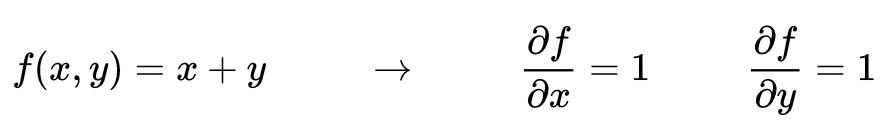 f(x, y) = x + y → ∂f/∂x = 1 ∂f/∂y = 1